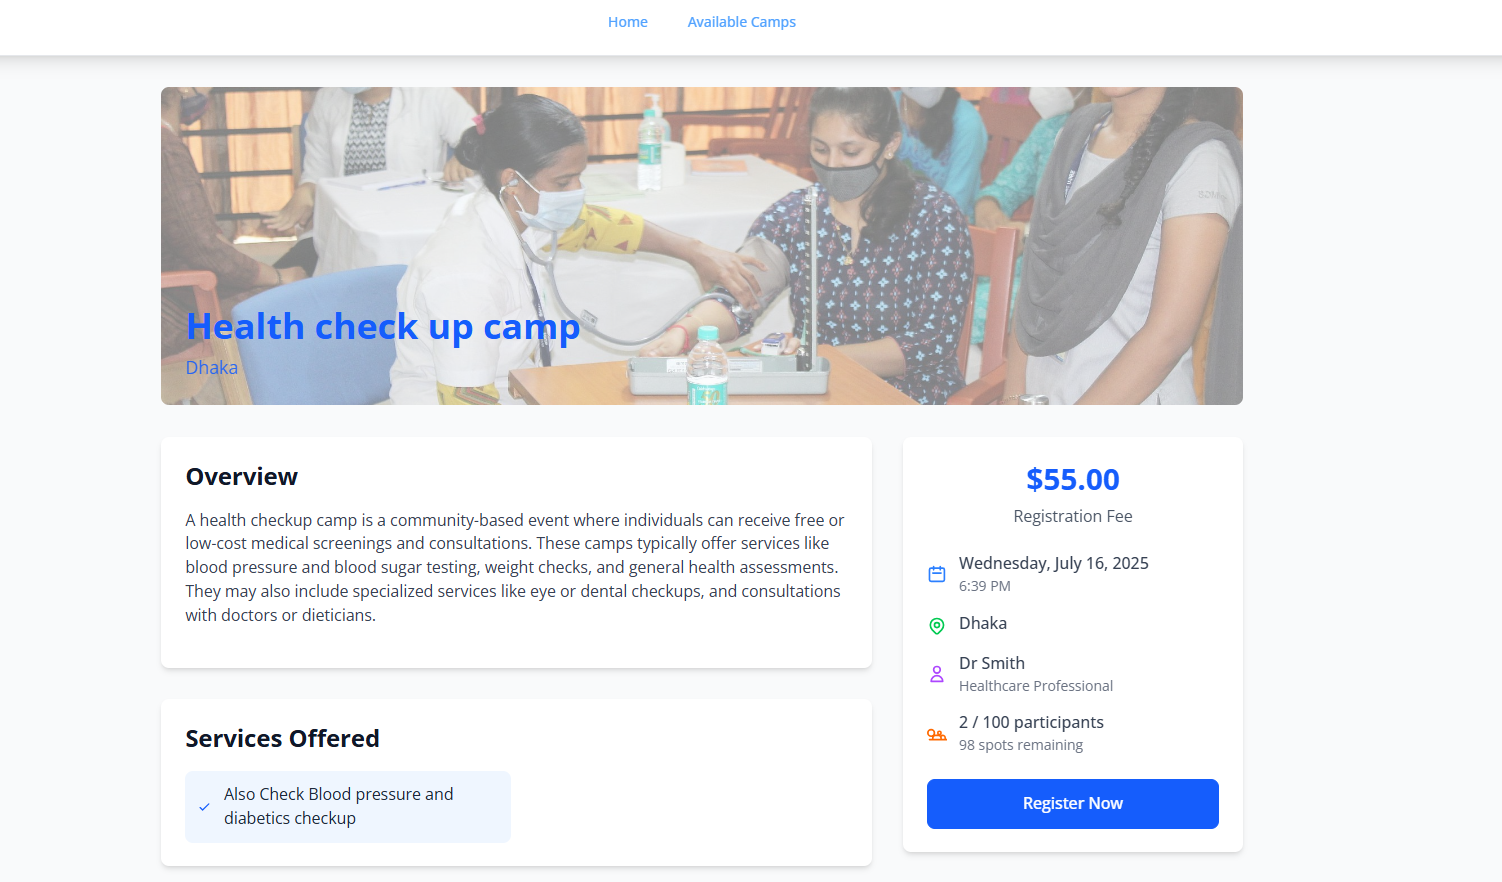 Home
Available Camps
Health check up camp
Dhaka
Overview
A health checkup camp is a community-based event where individuals can receive free or
low-cost medical screenings and consultations. These camps typically offer services like
blood pressure and blood sugar testing, weight checks, and general health assessments.
They may also include specialized services like eye or dental checkups, and consultations
with doctors or dieticians.
Services Offered
Also Check Blood pressure and
diabetics checkup
$55.00
Registration Fee
Wednesday, July 16, 2025
6:39 PM
Dhaka
Dr Smith
Healthcare Professional
2 / 100 participants
98 spots remaining
Register Now